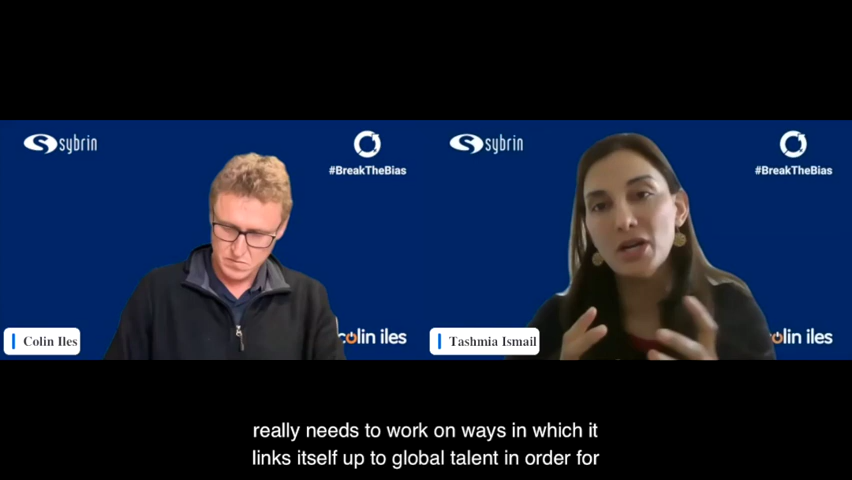 sybrin
#BreakTheBias
sybrin
#BreakTheBias
Colin Iles
colin iles
Tashmia Ismail
colin iles
really needs to work on ways in which it
links itself up to global talent in order for